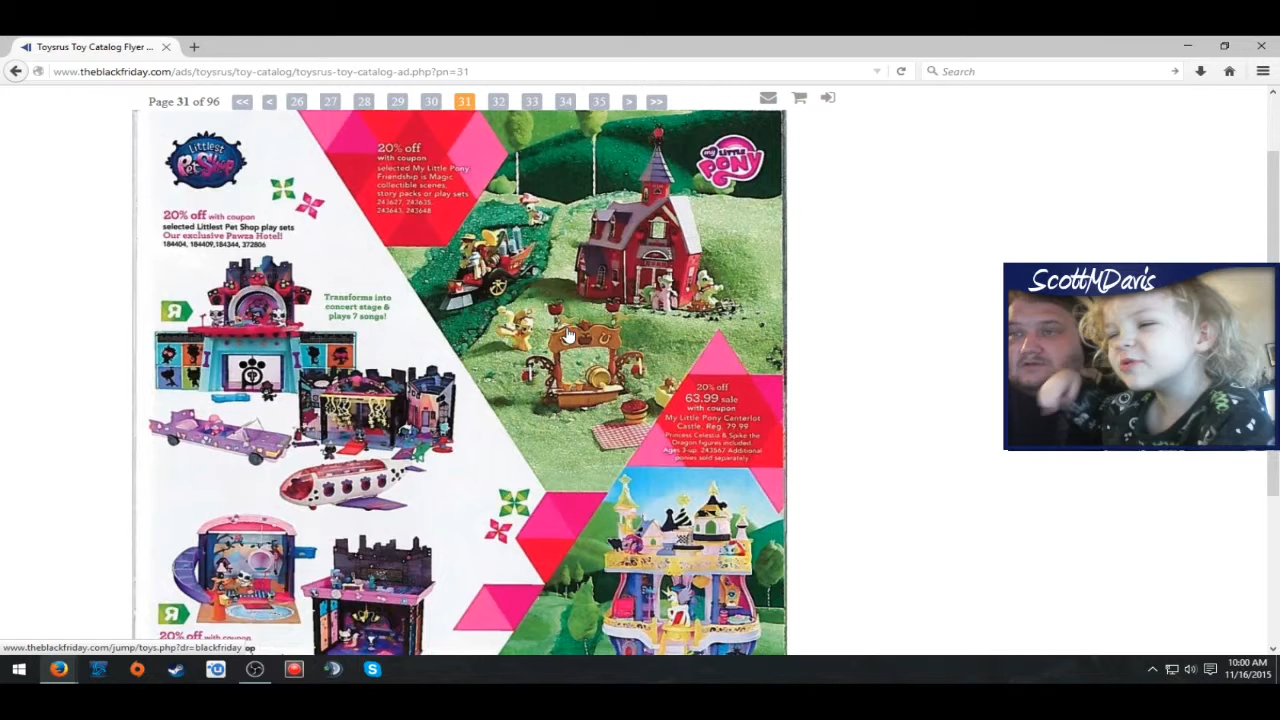 Toysrus Toy Catalog Flyer ...
www.theblackfriday.com/ads/toysrus/toy-catalog/toysrus-toy-catalog-ad.php?pn=31
Search
Page 31 of 96
<< < 26 27 28 29 30 31 32 33 34 35 > >>
Littlest
Pet Shop
20% off with coupon
selected Littlest Pet Shop play sets
Our exclusive Pawza Hotel!
184404, 184409,184344, 372806
20% off
with coupon
selected My Little Pony
Friendship is Magic
collectible scenes,
story packs or play sets
243627, 243635,
243643, 243648
my LITTLE
PONY
R
Transforms into
concert stage &
plays 7 songs!
20% off
63.99 sale
with coupon
My Little Pony Canterlot
Castle. Reg. 79.99
Princess Celestia & Spike the
Dragon figures included.
Ages 3-up. 243567 Additional
ponies sold separately
R
20% off with coupon
ScottMDavis
www.theblackfriday.com/jump/toys.php?dr=blackfriday
10:00 AM
11/16/2015